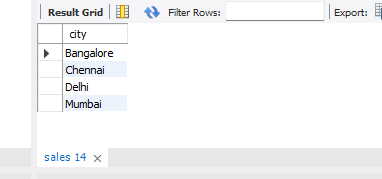 Result Grid Filter Rows: Export:
city
Bangalore
Chennai
Delhi
Mumbai
sales 14